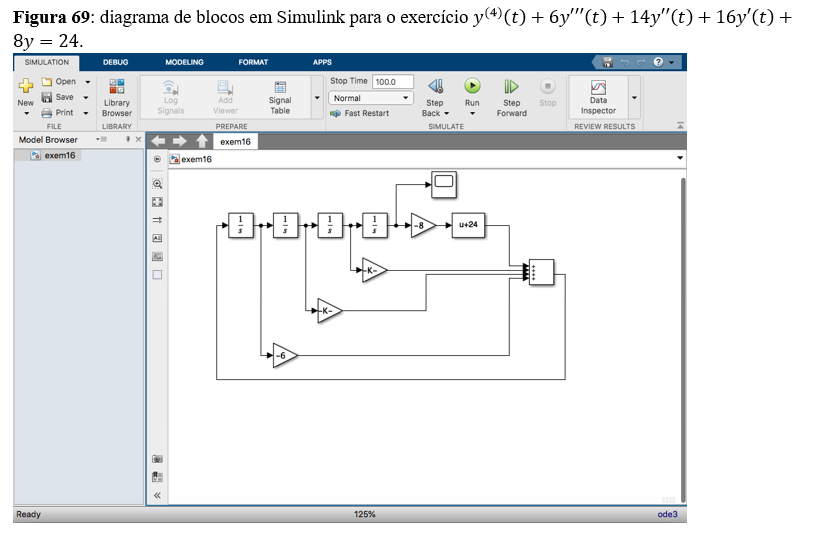 Figura 69: diagrama de blocos em Simulink para o exercício y⁽⁴⁾(t) + 6y′′′(t) + 14y′′(t) + 16y′(t) +
8y = 24.
SIMULATION DEBUG MODELING FORMAT APPS
New
Open
Save
Print
FILE
Library
Browser
LIBRARY
Log
Signals
Add
Viewer
Signal
Table
PREPARE
Stop Time 100.0
Normal
Fast Restart
Step
Back
Run
Step
Forward
Stop
SIMULATE
Data
Inspector
REVIEW RESULTS
Model Browser
exem16
exem16
exem16
1/s 1/s 1/s 1/s -8 u+24
-K-
-K-
-6
Ready 125% ode3